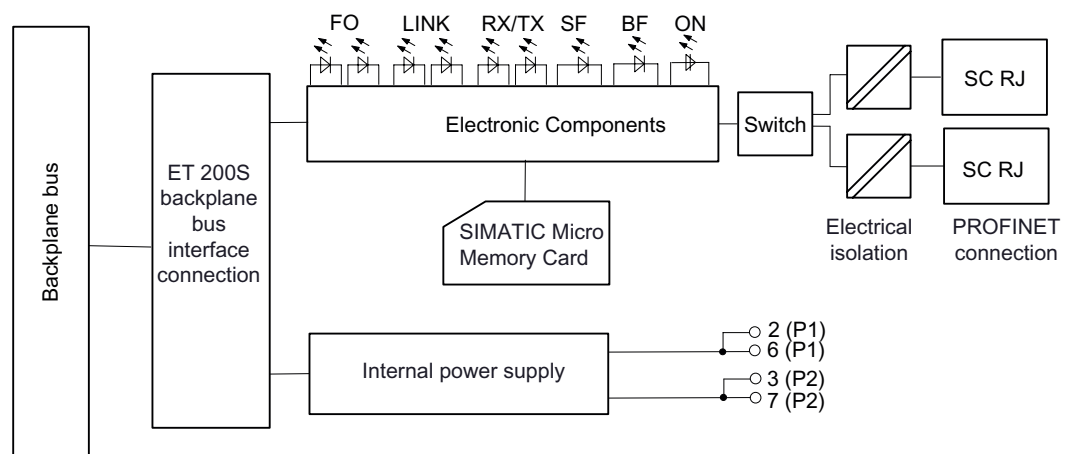 FO LINK RX/TX SF BF ON
Backplane bus
ET 200S
backplane
bus
interface
connection
Electronic Components
Switch
SC RJ
SC RJ
SIMATIC Micro
Memory Card
Electrical
isolation
PROFINET
connection
Internal power supply
2 (P1)
6 (P1)
3 (P2)
7 (P2)